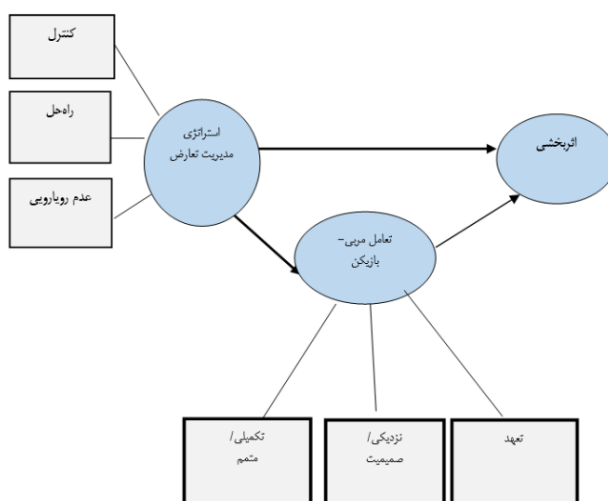 کنترل
راه‌حل
عدم رویارویی
استراتژی
مدیریت تعارض
اثربخشی
تعامل مربی-
بازیکن
تکمیلی/
متمم
نزدیکی/
صمیمیت
تعهد